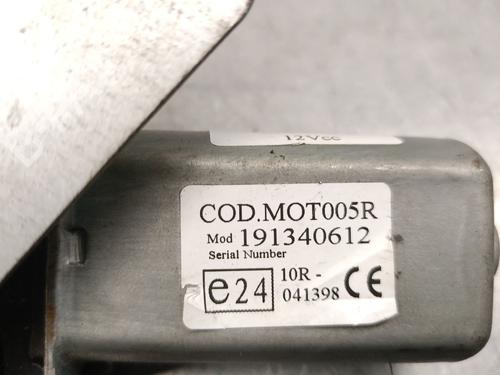 12Vcc
COD.MOT005R
Mod 191340612
Serial Number
e24 10R -
041398 CE